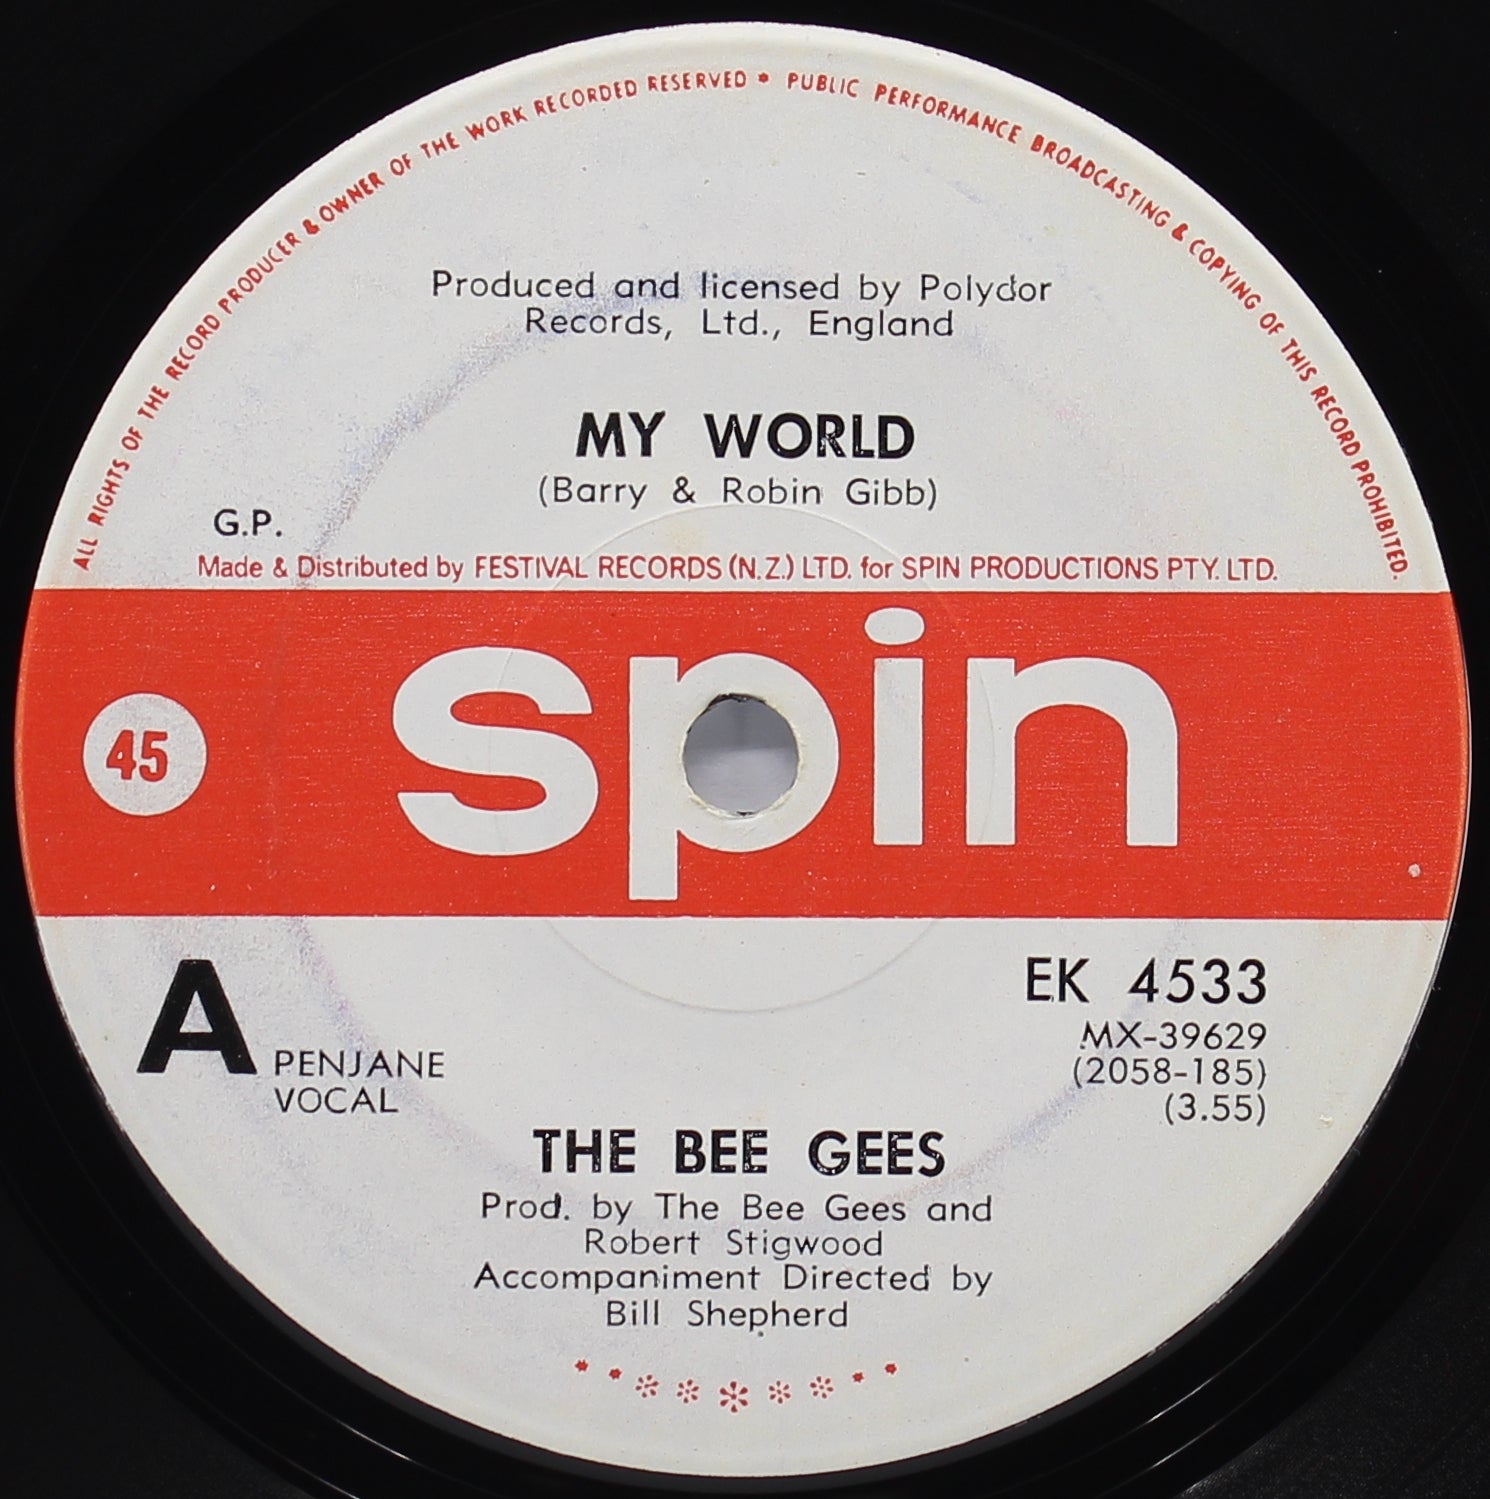 ALL RIGHTS OF THE RECORD PRODUCER & OWNER OF THE WORK RECORDED RESERVED * PUBLIC PERFORMANCE BROADCASTING & COPYING OF THIS RECORD PROHIBITED.
Produced and licensed by Polydor
Records, Ltd., England
MY WORLD
(Barry & Robin Gibb)
G.P.
Made & Distributed by FESTIVAL RECORDS (N.Z.) LTD. for SPIN PRODUCTIONS PTY. LTD.
45
spin
A
PENJANE
VOCAL
EK 4533
MX-39629
(2058-185)
(3.55)
THE BEE GEES
Prod. by The Bee Gees and
Robert Stigwood
Accompaniment Directed by
Bill Shepherd